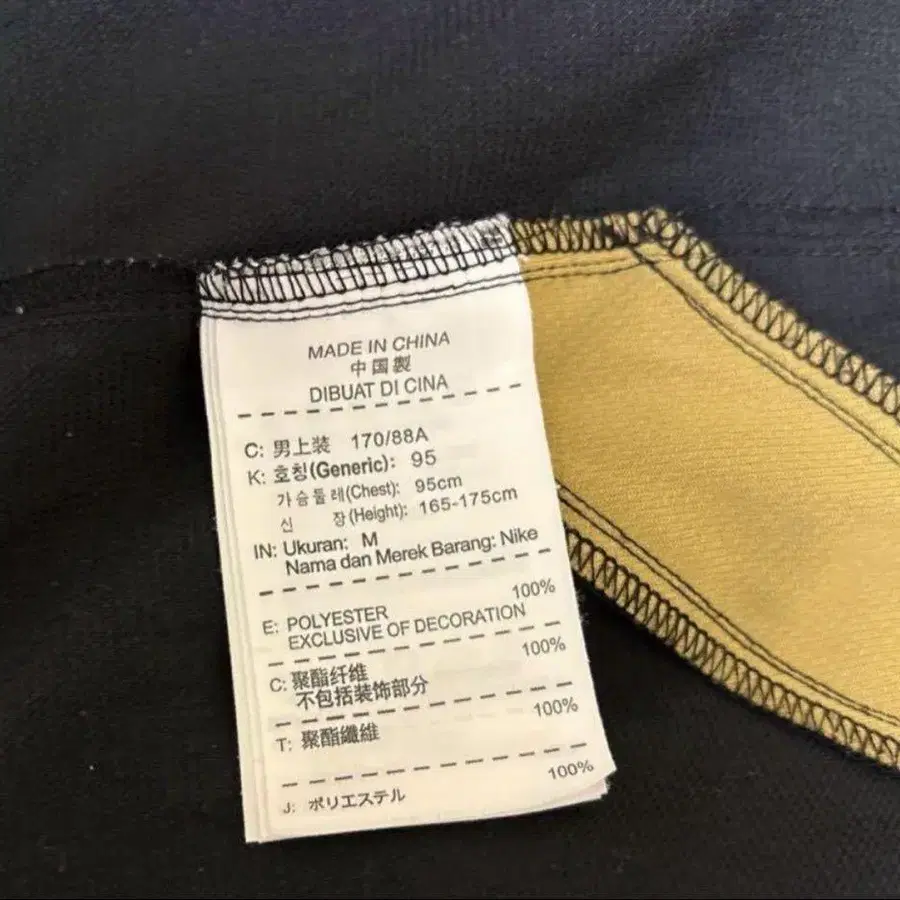 MADE IN CHINA
中国製
DIBUAT DI CINA
C: 男上装 170/88A
K: 호칭(Generic): 95
가슴둘레(Chest): 95cm
신 장(Height): 165-175cm
IN: Ukuran: M
Nama dan Merek Barang: Nike
E: POLYESTER 100%
EXCLUSIVE OF DECORATION
C: 聚酯纤维 100%
不包括装饰部分
T: 聚酯纖維 100%
J: ポリエステル 100%